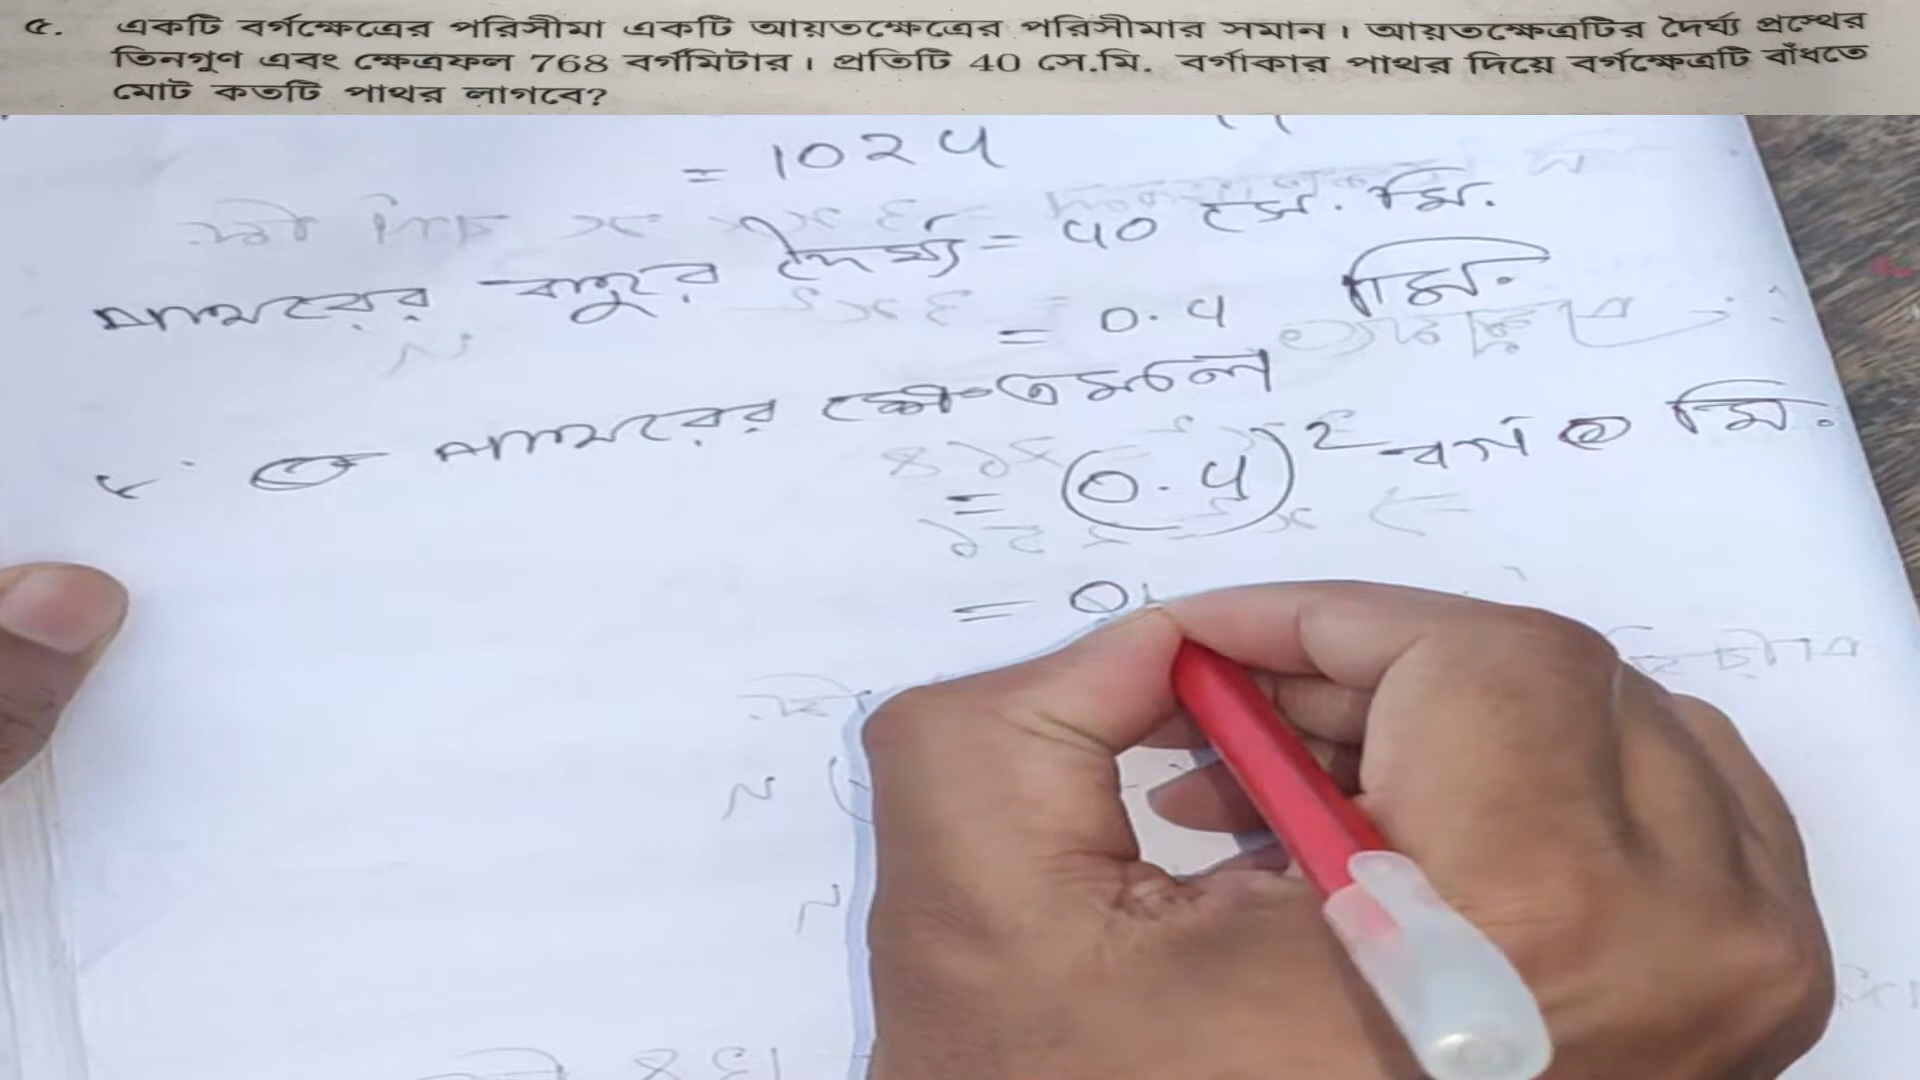 ৫. একটি বর্গক্ষেত্রের পরিসীমা একটি আয়তক্ষেত্রের পরিসীমার সমান। আয়তক্ষেত্রটির দৈর্ঘ্য প্রস্থের
তিনগুণ এবং ক্ষেত্রফল 768 বর্গমিটার। প্রতিটি 40 সে.মি. বর্গাকার পাথর দিয়ে বর্গক্ষেত্রটি বাঁধতে
মোট কতটি পাথর লাগবে?
= 1024
পাথরের বাহুর দৈর্ঘ্য = 40 সে. মি.
= 0.4 মি.
পাথরের ক্ষেত্রফল
= (0.4)² বর্গ মি.
= 0.